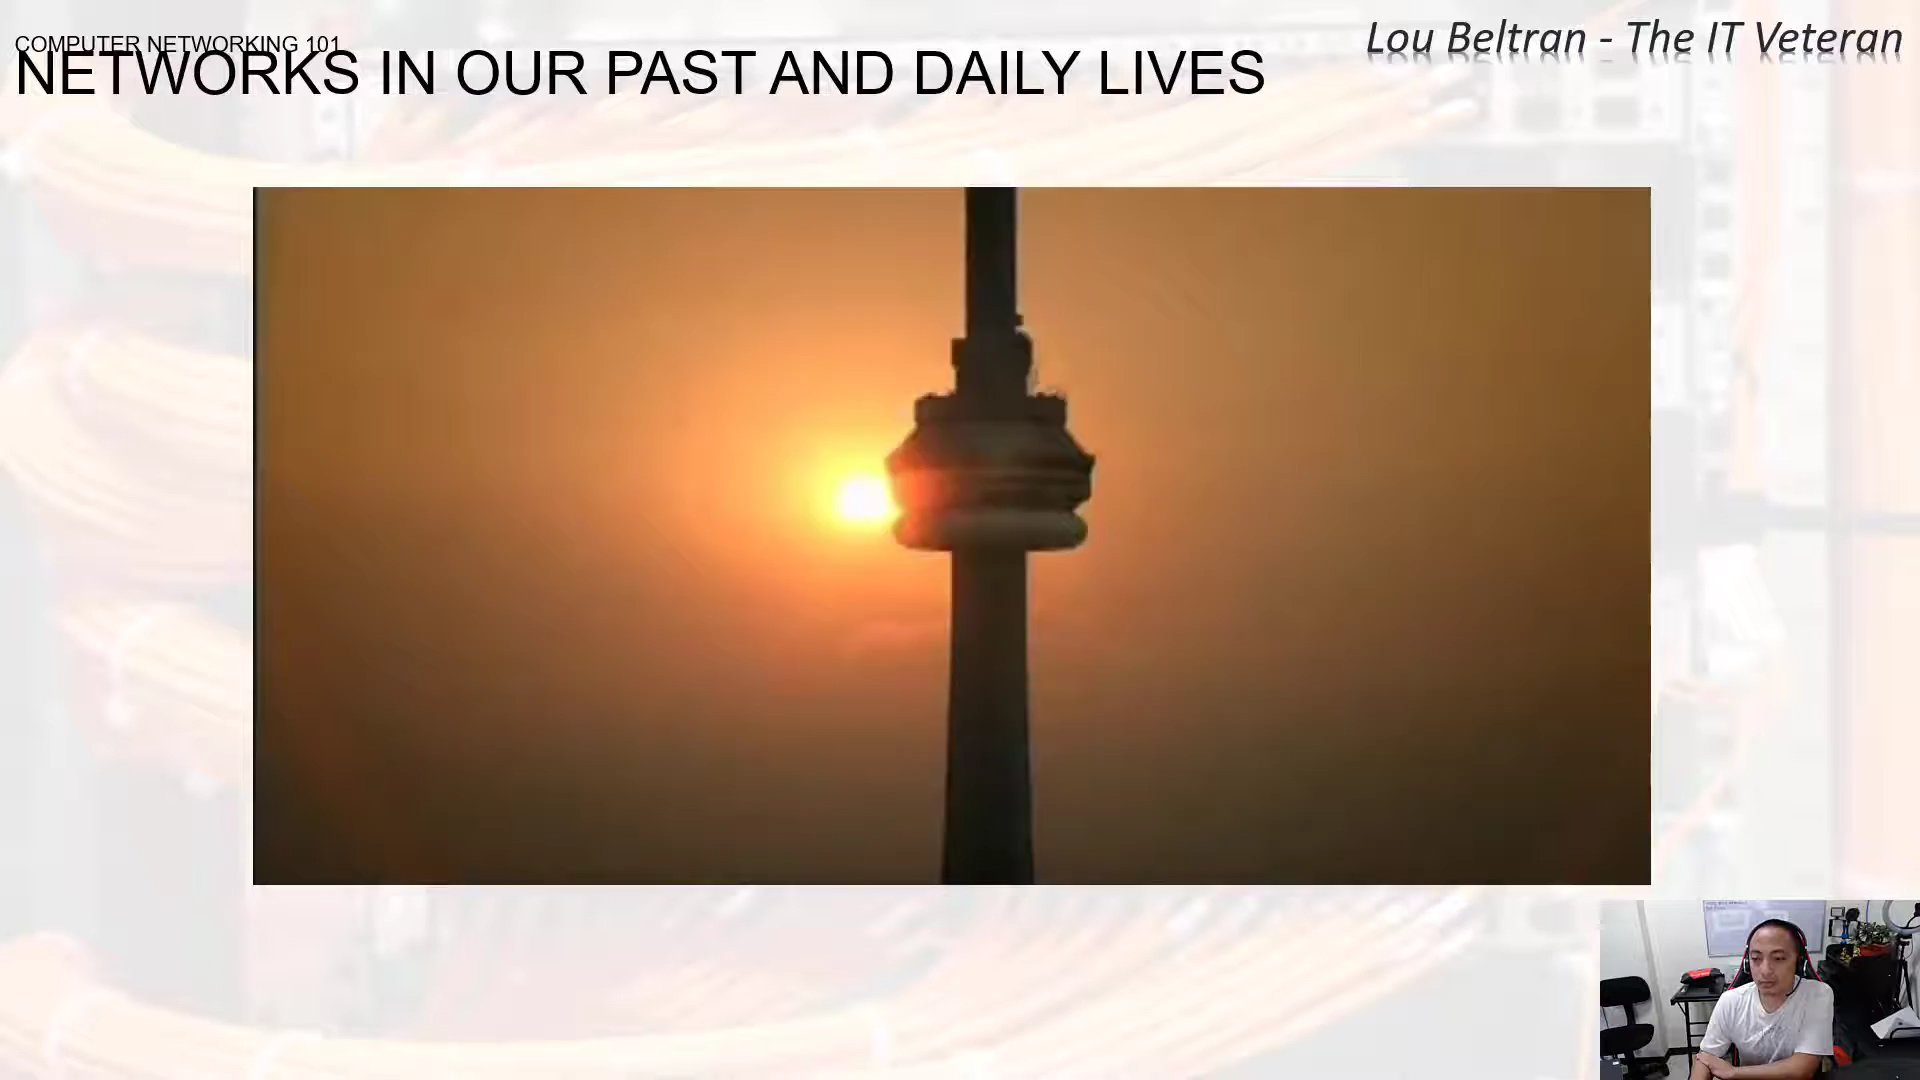 COMPUTER NETWORKING 101
NETWORKS IN OUR PAST AND DAILY LIVES
Lou Beltran - The IT Veteran